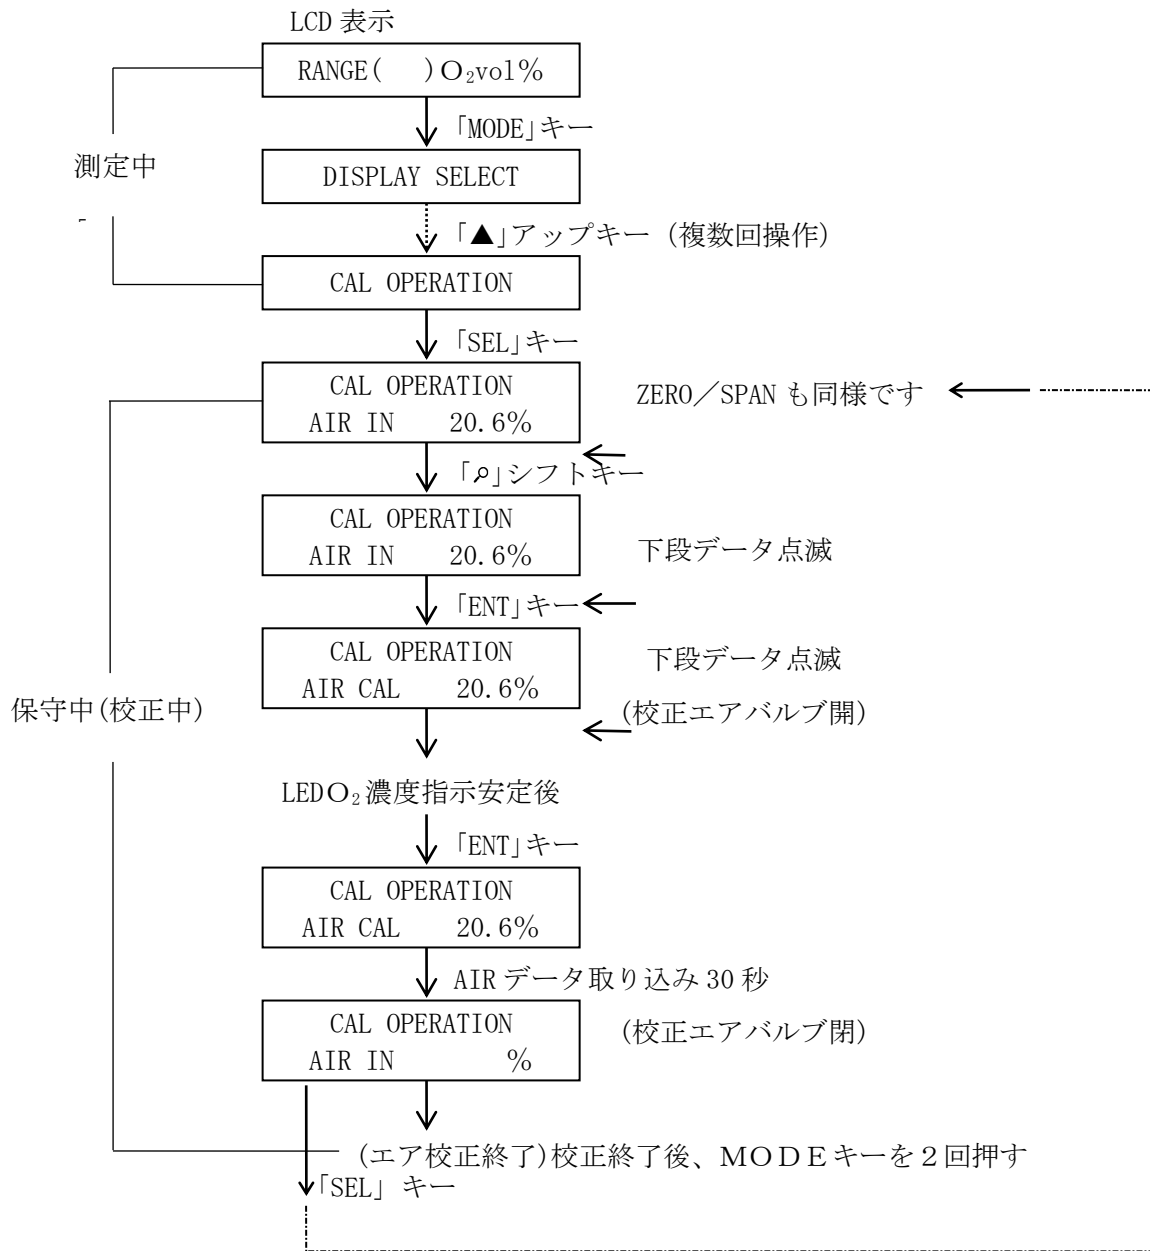 LCD 表示
RANGE(　　)O₂vol%
「MODE」キー
測定中
DISPLAY SELECT
「▲」アップキー（複数回操作）
CAL OPERATION
「SEL」キー
CAL OPERATION
AIR IN　20.6%
ZERO／SPAN も同様です
「⌕」シフトキー
CAL OPERATION
AIR IN　20.6%
下段データ点滅
「ENT」キー
CAL OPERATION
AIR CAL　20.6%
下段データ点滅
保守中(校正中)
(校正エアバルブ開)
LEDO₂濃度指示安定後
「ENT」キー
CAL OPERATION
AIR CAL　20.6%
AIR データ取り込み 30 秒
CAL OPERATION
AIR IN　　%
(校正エアバルブ閉)
(エア校正終了)校正終了後、ＭＯＤＥキーを２回押す
「SEL」キー